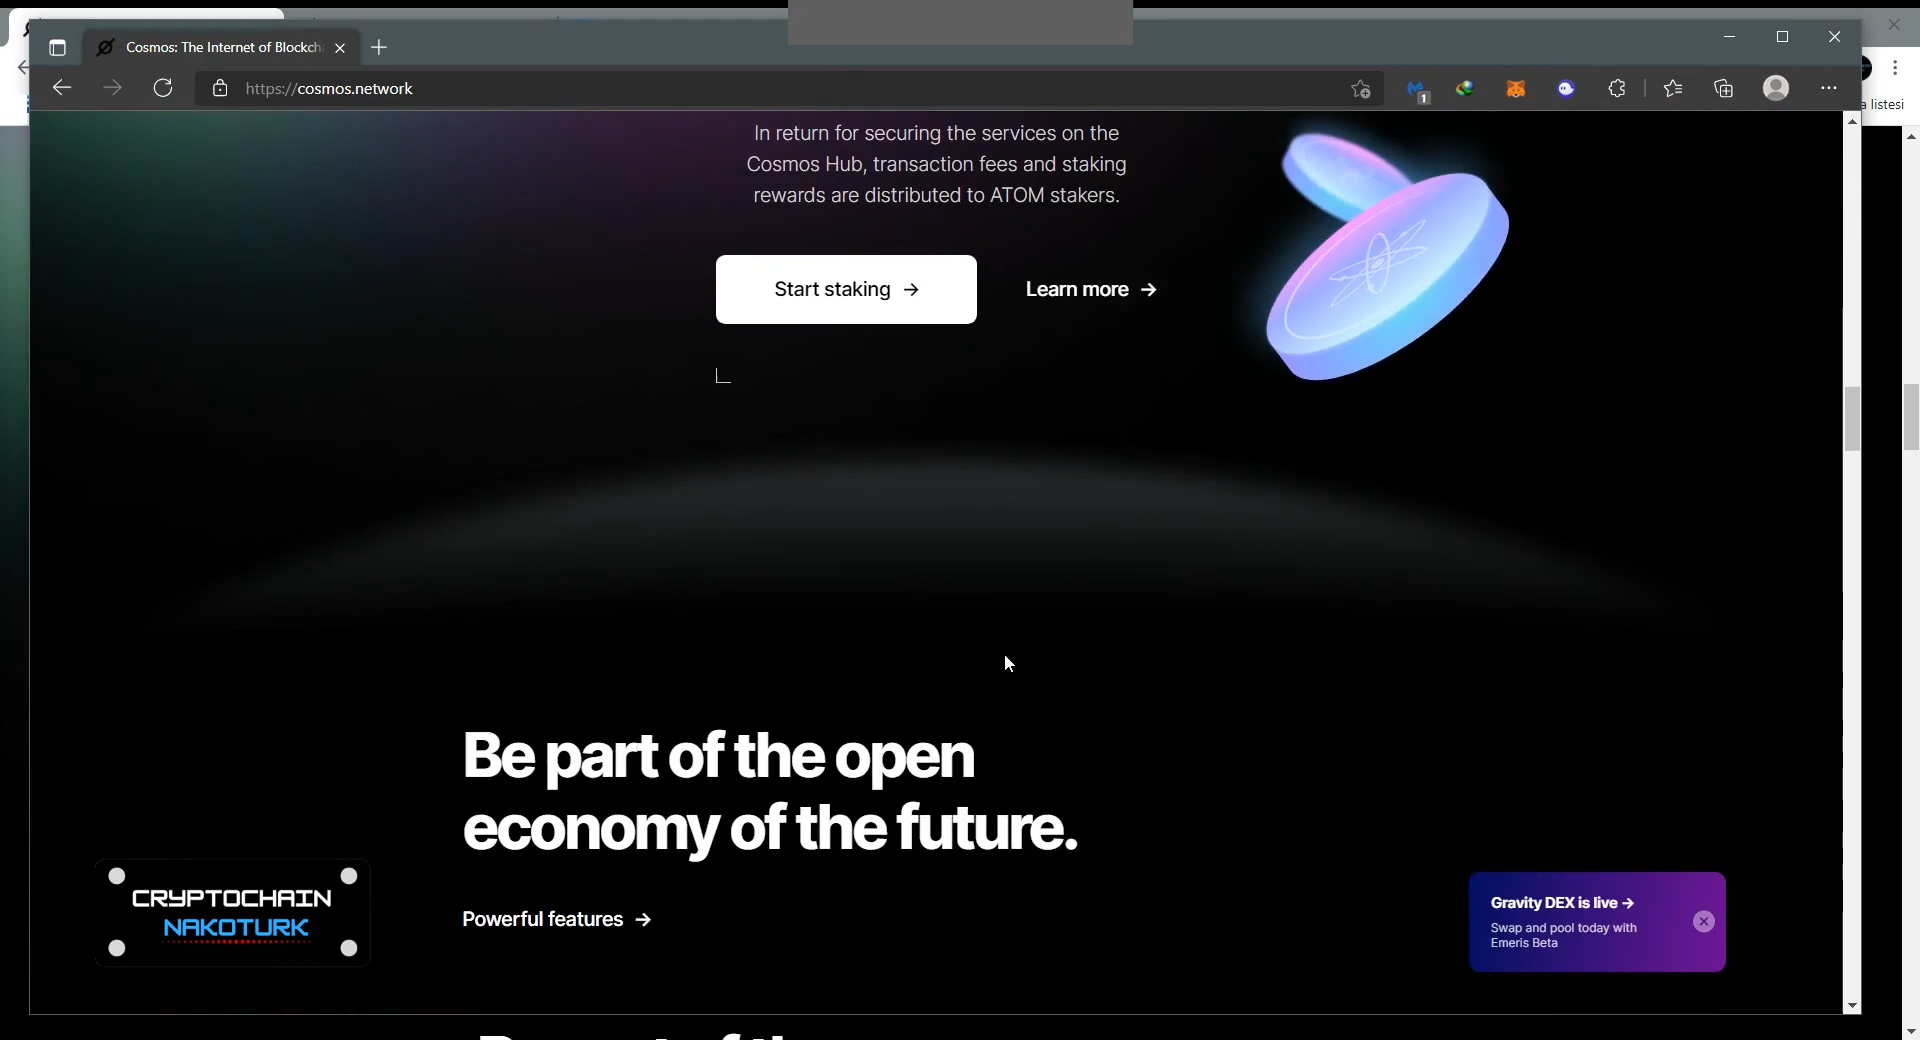 Cosmos: The Internet of Blockch
https://cosmos.network
1
a listesi
In return for securing the services on the
Cosmos Hub, transaction fees and staking
rewards are distributed to ATOM stakers.
Start staking →
Learn more →
Be part of the open
economy of the future.
Powerful features →
CRYPTOCHAIN
NAKOTURK
Gravity DEX is live →
Swap and pool today with
Emeris Beta